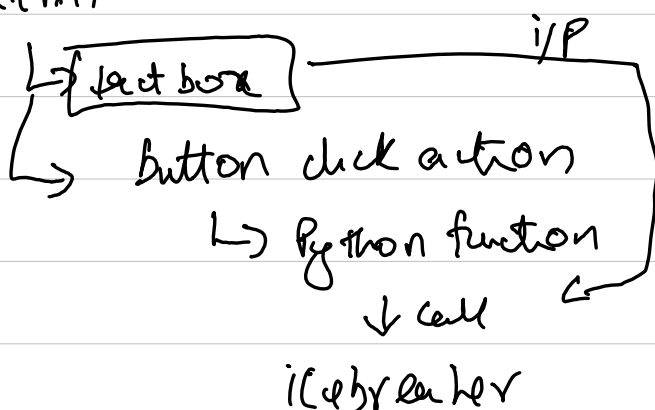 i/p
↳ text box
↳ Button click action
↳ Python function
↓ call
icebreaker